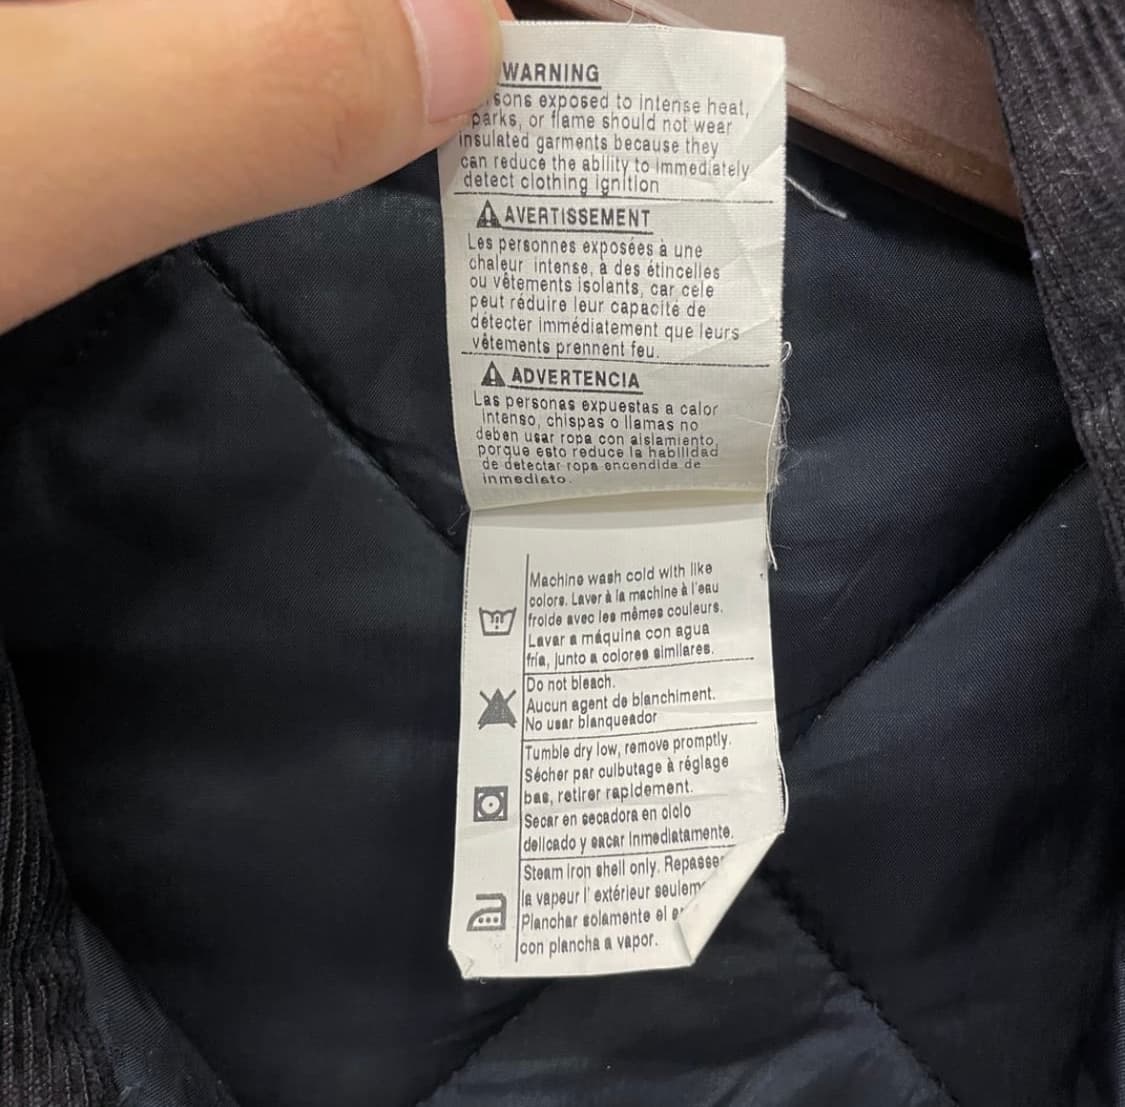 WARNING
sons exposed to intense heat,
parks, or flame should not wear
insulated garments because they
can reduce the ability to immediately
detect clothing ignition
AVERTISSEMENT
Les personnes exposées à une
chaleur intense, a des étincelles
ou vêtements isolants, car cele
peut réduire leur capacité de
détecter immédiatement que leurs
vêtements prennent feu.
ADVERTENCIA
Las personas expuestas a calor
intenso, chispas o llamas no
deben usar ropa con aislamiento,
porque esto reduce la habilidad
de detectar ropa encendida de
inmediato.
Machine wash cold with like
colors. Laver à la machine à l'eau
froide avec les mêmes couleurs.
Lavar a máquina con agua
fría, junto a colores similares.
Do not bleach.
Aucun agent de blanchiment.
No usar blanqueador
Tumble dry low, remove promptly.
Sécher par culbutage à réglage
bas, retirer rapidement.
Secar en secadora en ciclo
delicado y sacar inmediatamente.
Steam iron shell only. Repasser
la vapeur l' extérieur seulem
Planchar solamente el
con plancha a vapor.